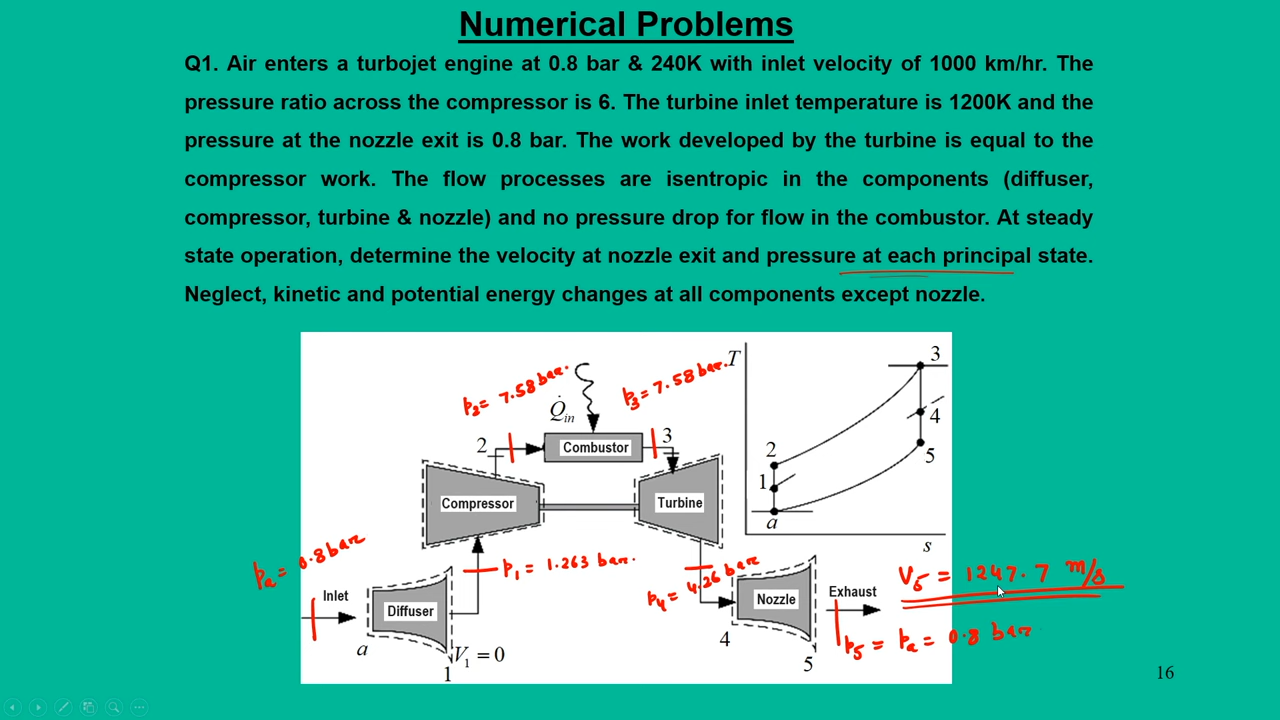 Numerical Problems
Q1. Air enters a turbojet engine at 0.8 bar & 240K with inlet velocity of 1000 km/hr. The
pressure ratio across the compressor is 6. The turbine inlet temperature is 1200K and the
pressure at the nozzle exit is 0.8 bar. The work developed by the turbine is equal to the
compressor work. The flow processes are isentropic in the components (diffuser,
compressor, turbine & nozzle) and no pressure drop for flow in the combustor. At steady
state operation, determine the velocity at nozzle exit and pressure at each principal state.
Neglect, kinetic and potential energy changes at all components except nozzle.
p₂ = 7.58 bar.
p₃ = 7.58 bar.
Q̇in
2
Combustor
3
Compressor
Turbine
pₐ = 0.8 bar
p₁ = 1.263 bar.
p₄ = 4.26 bar
Inlet
Diffuser
a
V₁ = 0
1
Nozzle
4
5
Exhaust
T
3
4
5
2
1
a
s
V₅ = 1247.7 m/s
p₅ = pₐ = 0.8 bar
16